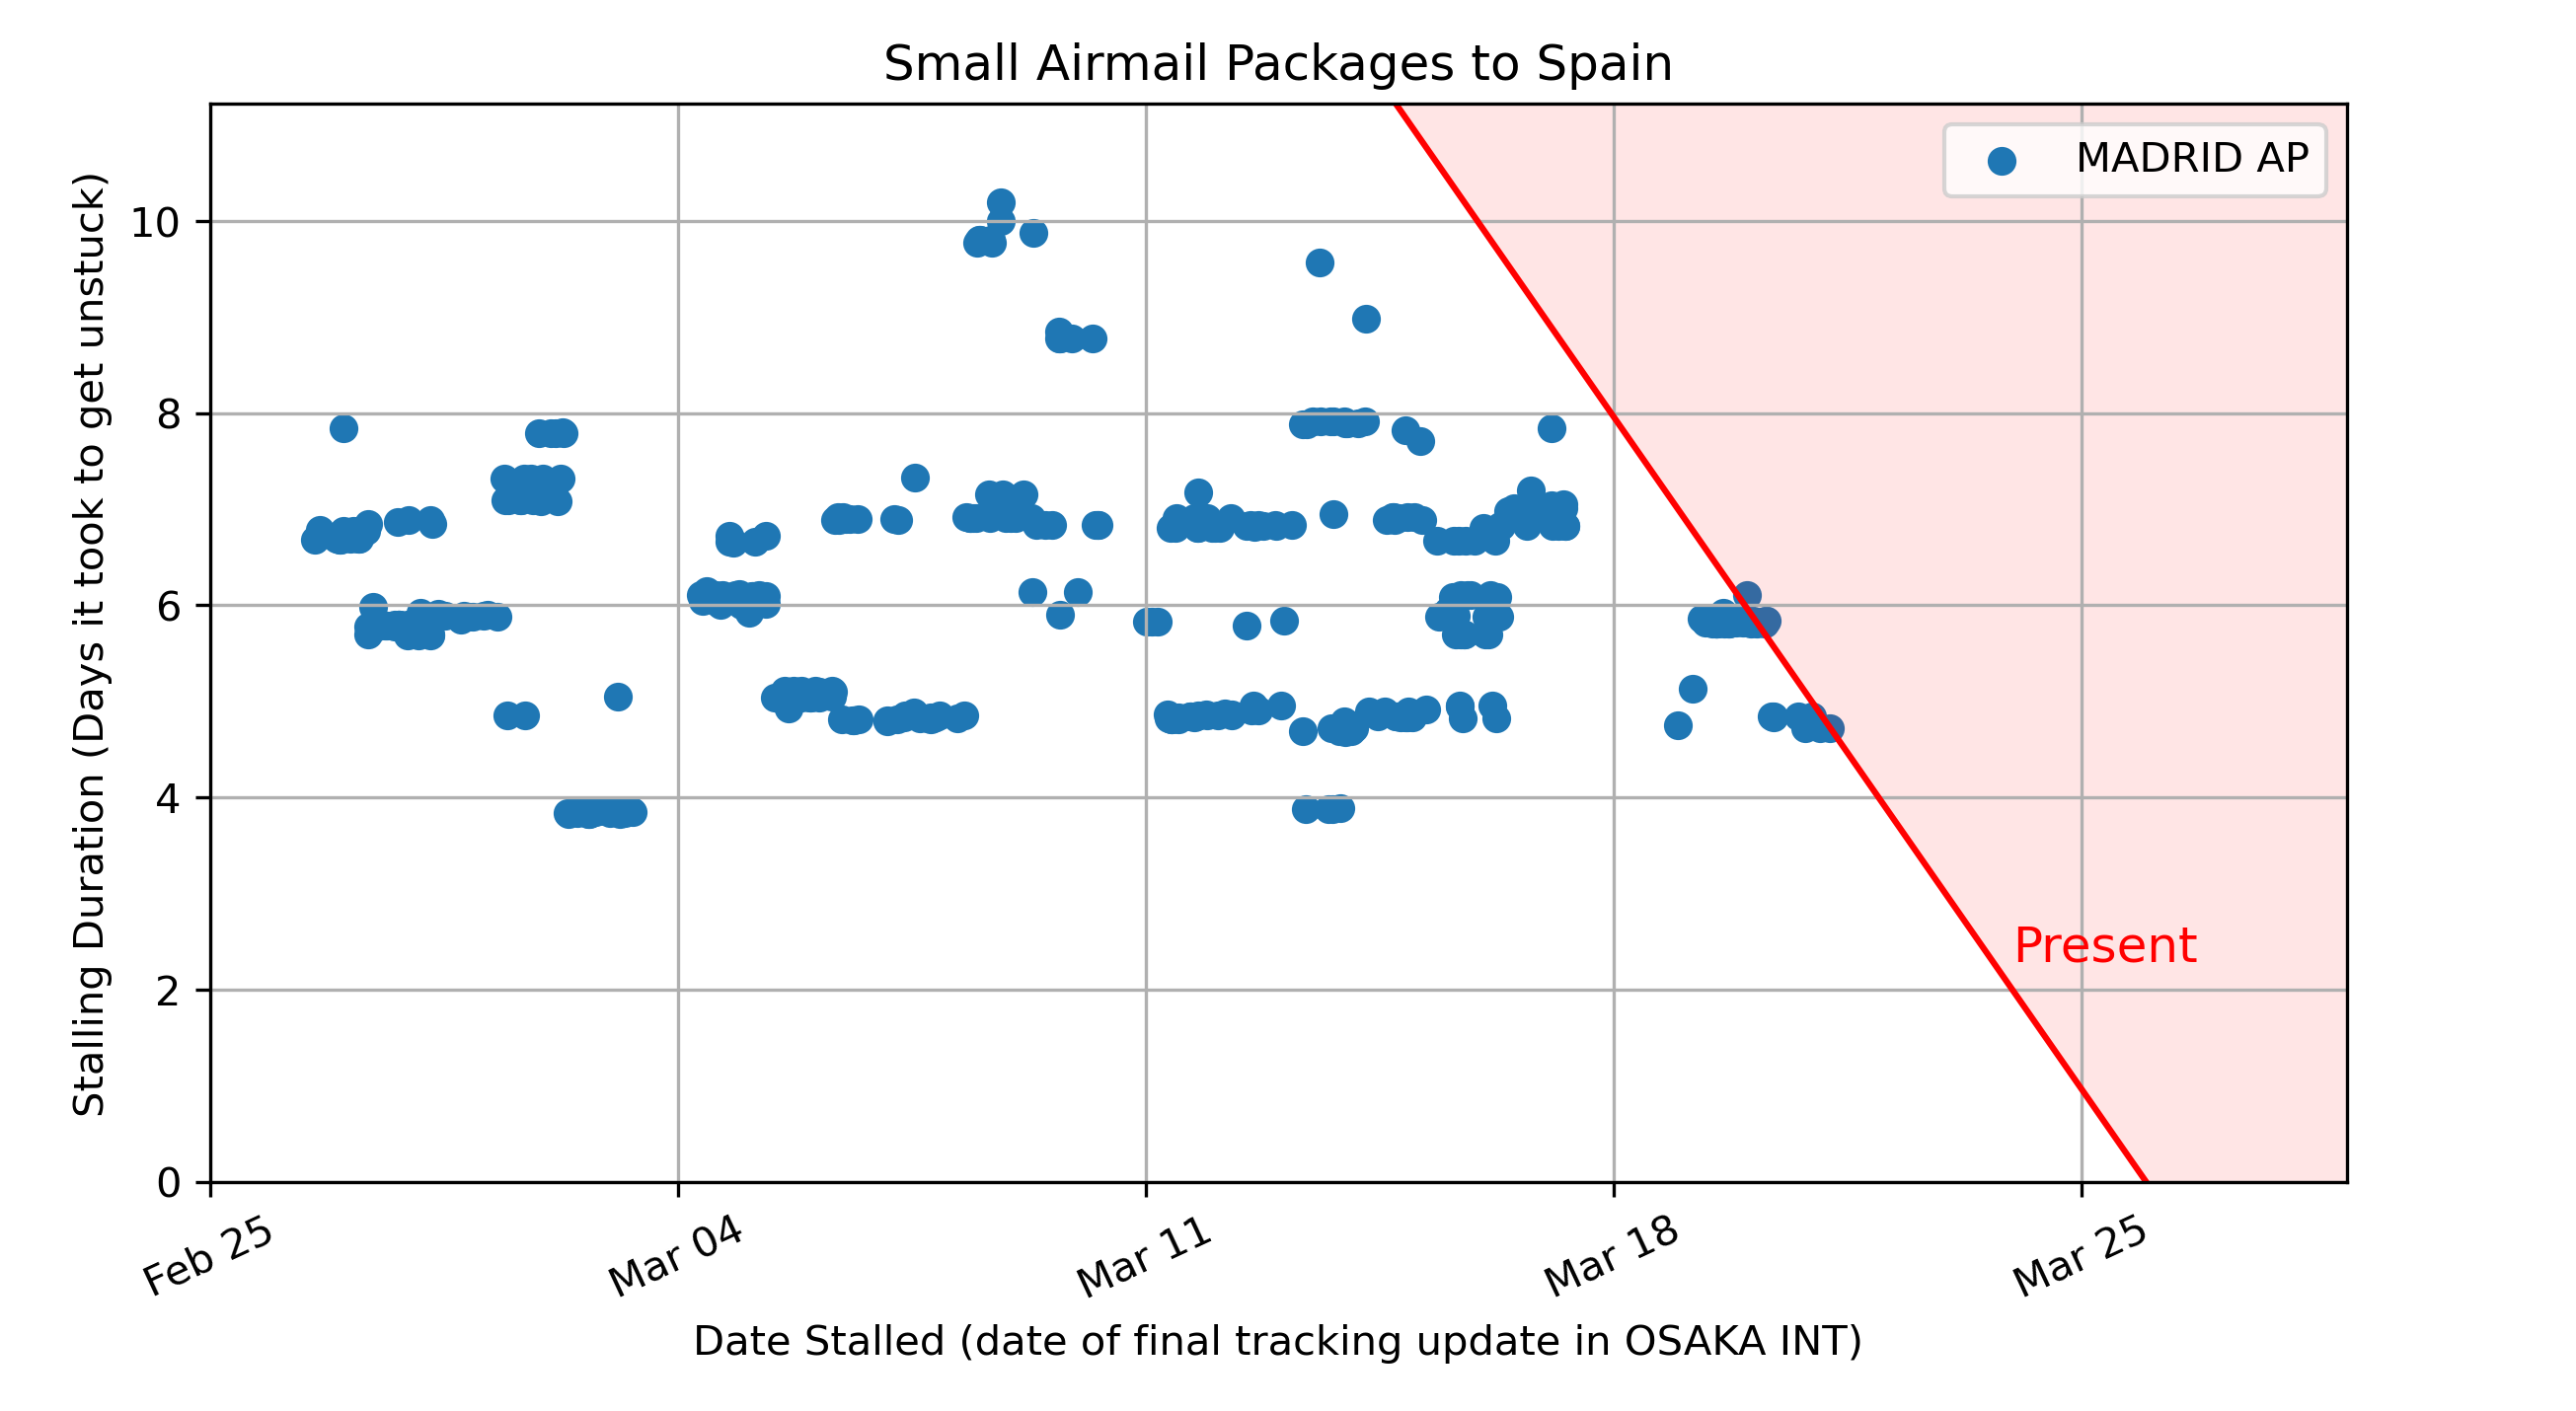 Small Airmail Packages to Spain
Stalling Duration (Days it took to get unstuck)
10
8
6
4
2
0
MADRID AP
Present
Feb 25
Mar 04
Mar 11
Mar 18
Mar 25
Date Stalled (date of final tracking update in OSAKA INT)